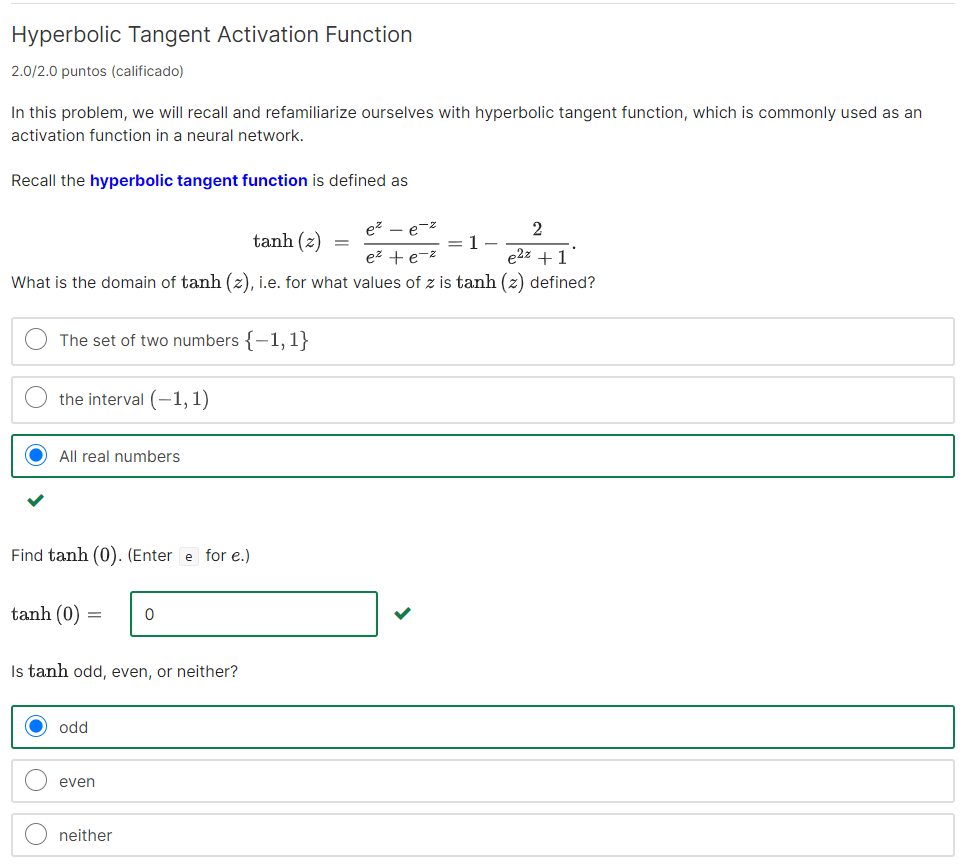 Hyperbolic Tangent Activation Function
2.0/2.0 puntos (calificado)
In this problem, we will recall and refamiliarize ourselves with hyperbolic tangent function, which is commonly used as an
activation function in a neural network.
Recall the hyperbolic tangent function is defined as
tanh (z) = \frac{e^z − e^{−z}}{e^z + e^{−z}} = 1 − \frac{2}{e^{2z} + 1}.
What is the domain of tanh (z), i.e. for what values of z is tanh (z) defined?
The set of two numbers {−1, 1}
the interval (−1, 1)
All real numbers
Find tanh (0). (Enter e for e.)
tanh (0) = 0
Is tanh odd, even, or neither?
odd
even
neither